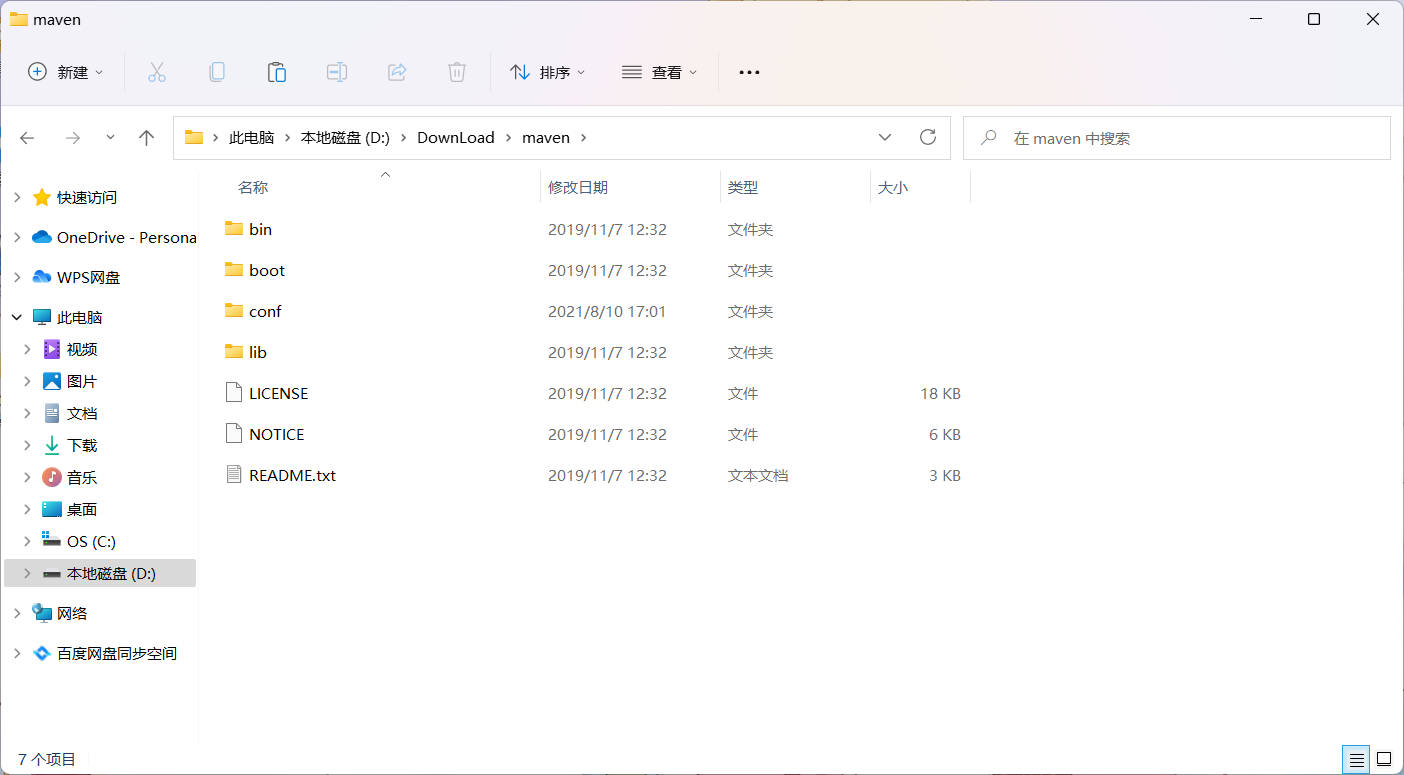 maven
新建 排序 查看
此电脑 本地磁盘 (D:) DownLoad maven 在 maven 中搜索
名称 修改日期 类型 大小
快速访问
OneDrive - Persona
WPS网盘
此电脑
视频
图片
文档
下载
音乐
桌面
OS (C:)
本地磁盘 (D:)
网络
百度网盘同步空间
bin 2019/11/7 12:32 文件夹
boot 2019/11/7 12:32 文件夹
conf 2021/8/10 17:01 文件夹
lib 2019/11/7 12:32 文件夹
LICENSE 2019/11/7 12:32 文件 18 KB
NOTICE 2019/11/7 12:32 文件 6 KB
README.txt 2019/11/7 12:32 文本文档 3 KB
7 个项目